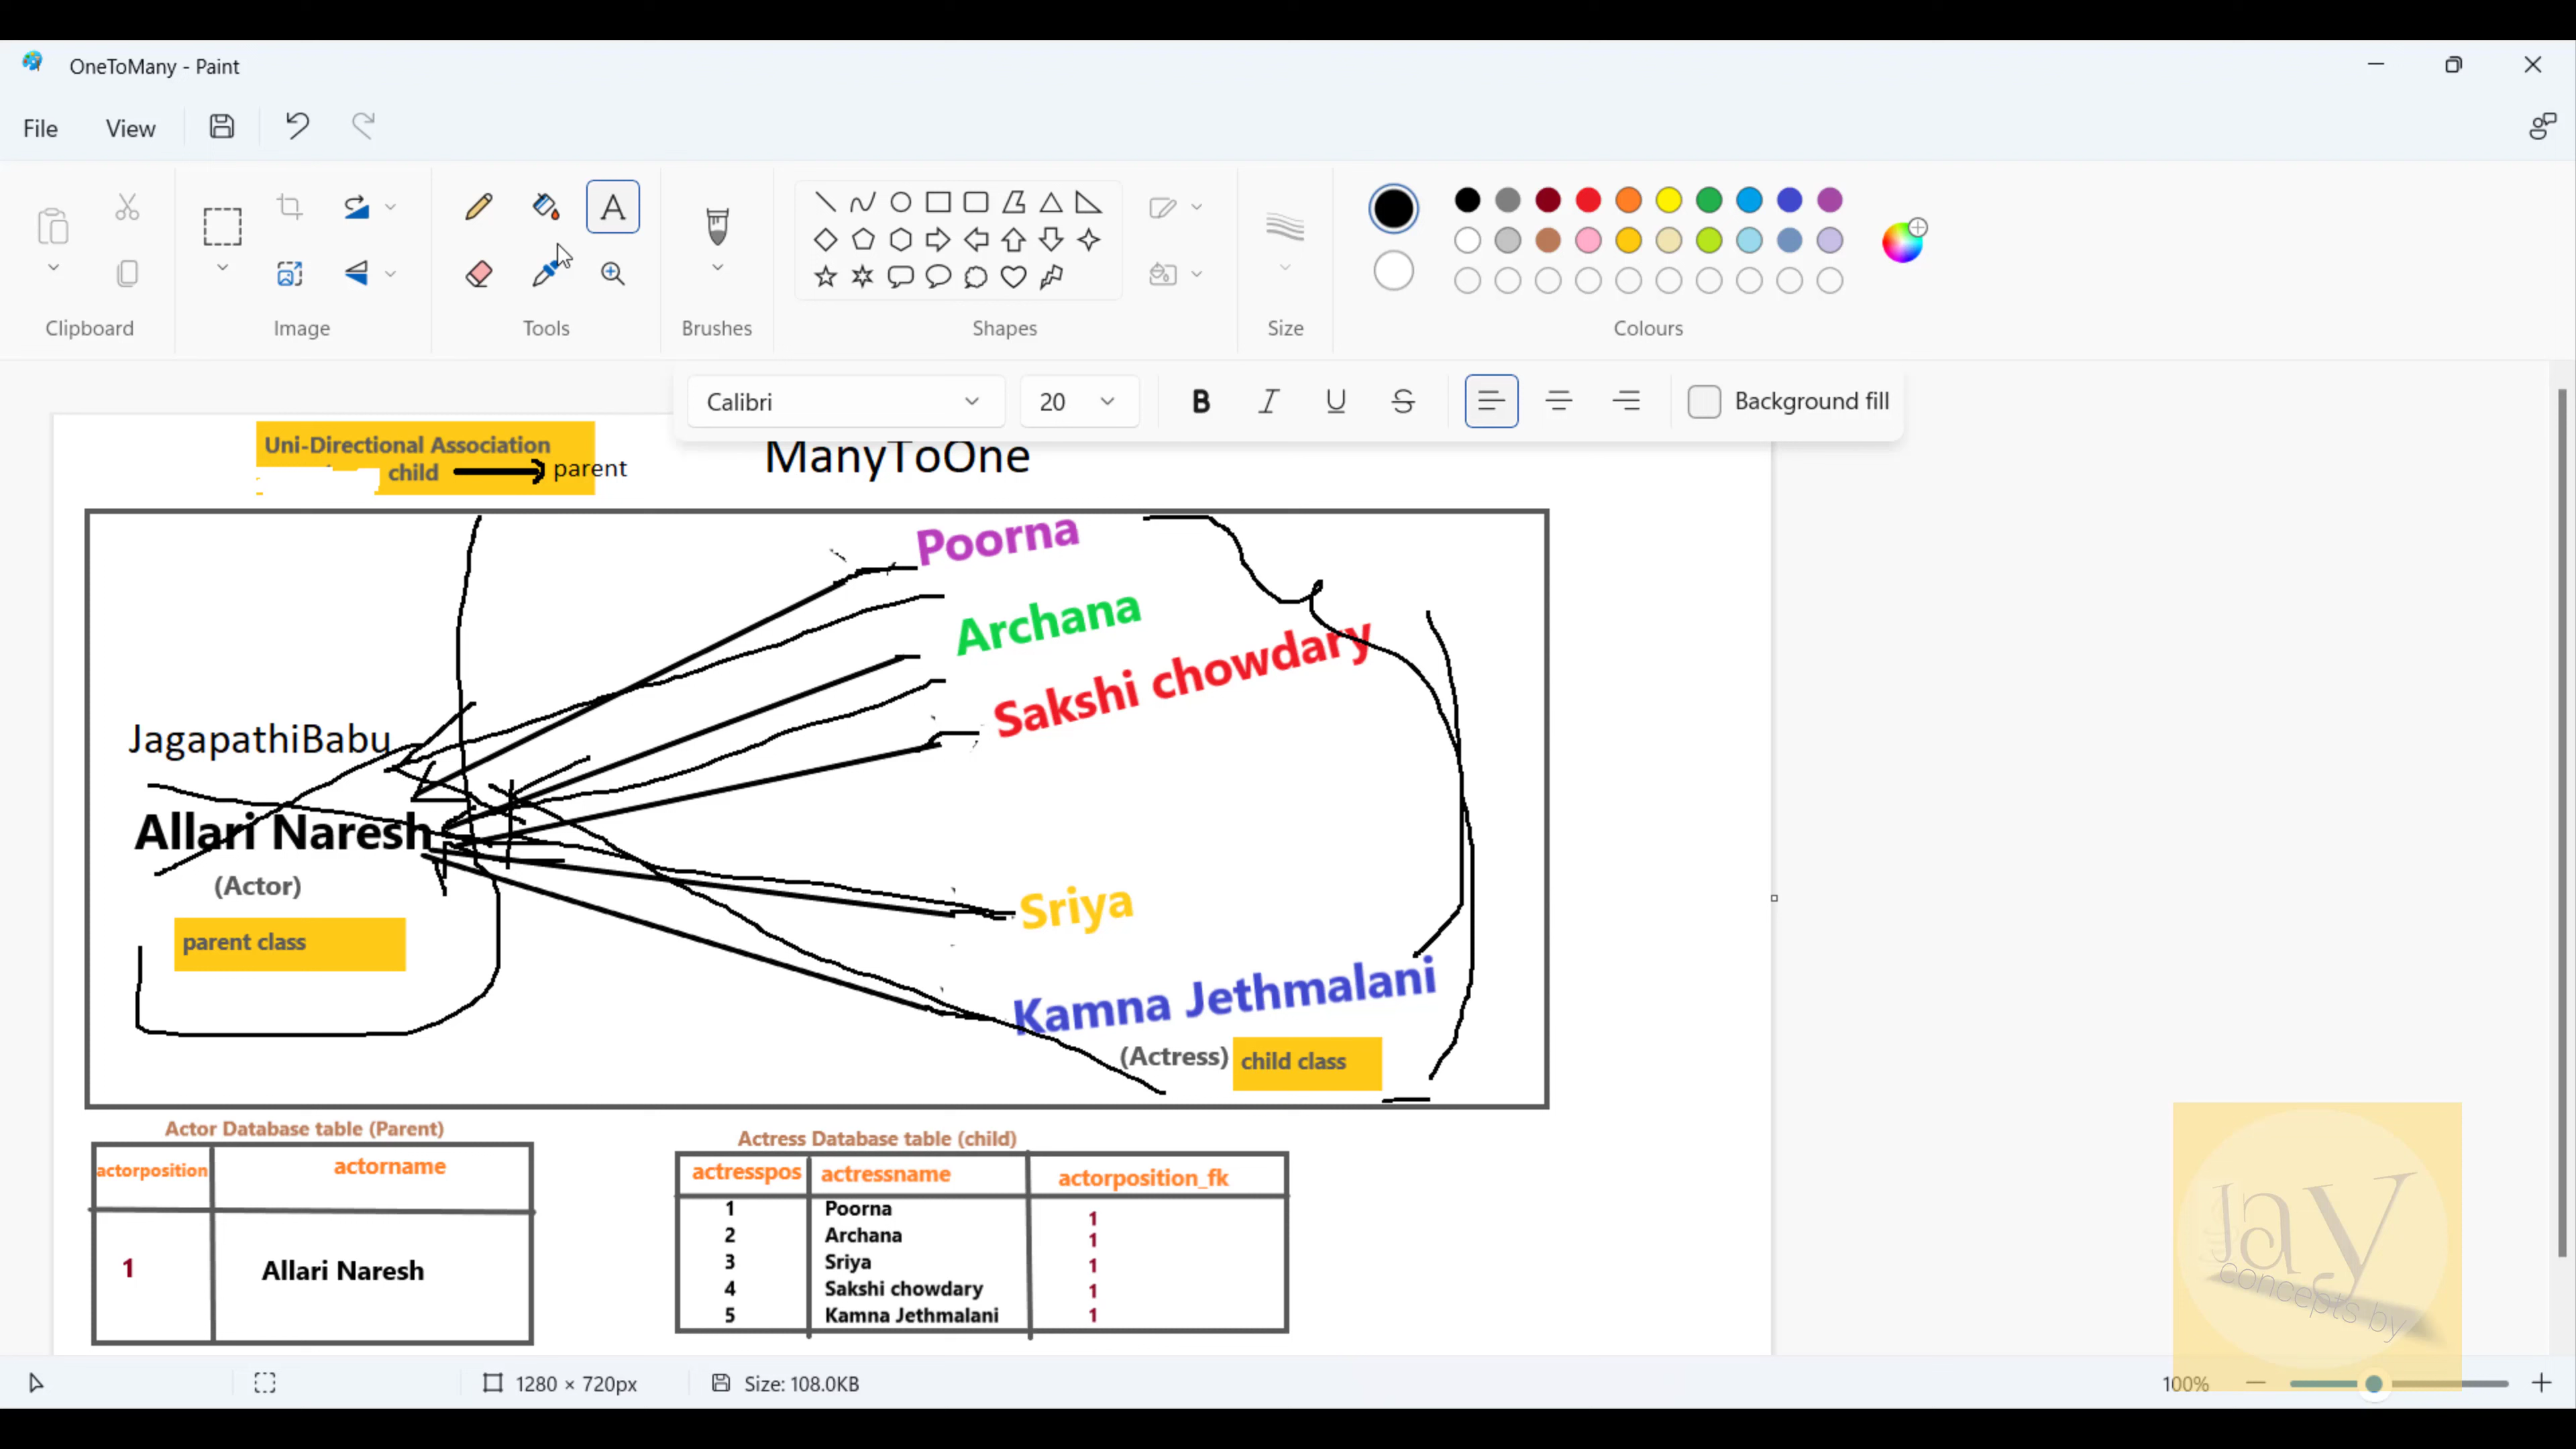 OneToMany - Paint
File View
Clipboard Image Tools Brushes Shapes Size Colours
Calibri 20 B I U S Background fill
Uni-Directional Association
child parent
ManyToOne
Poorna
Archana
Sakshi chowdary
JagapathiBabu
Allari Naresh
(Actor)
parent class
Sriya
Kamna Jethmalani
(Actress) child class
Actor Database table (Parent)
actorposition actorname
1 Allari Naresh
Actress Database table (child)
actresspos actressname actorposition_fk
1 Poorna 1
2 Archana 1
3 Sriya 1
4 Sakshi chowdary 1
5 Kamna Jethmalani 1
Jay
concepts by
1280 × 720px Size: 108.0KB 100%